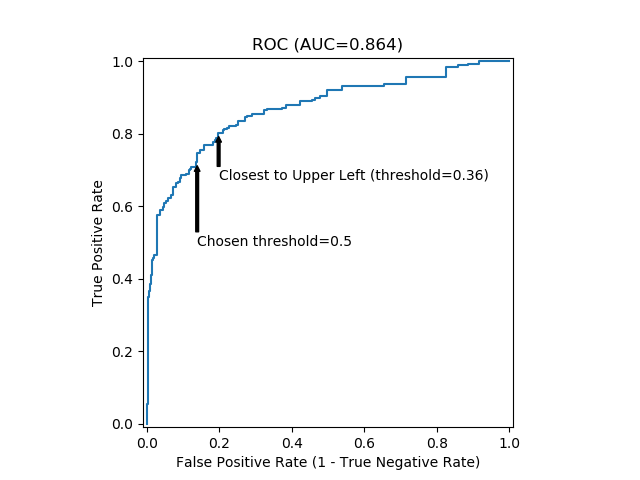 ROC (AUC=0.864)
1.0
0.8
0.6
0.4
0.2
0.0
True Positive Rate
Closest to Upper Left (threshold=0.36)
Chosen threshold=0.5
0.0 0.2 0.4 0.6 0.8 1.0
False Positive Rate (1 - True Negative Rate)